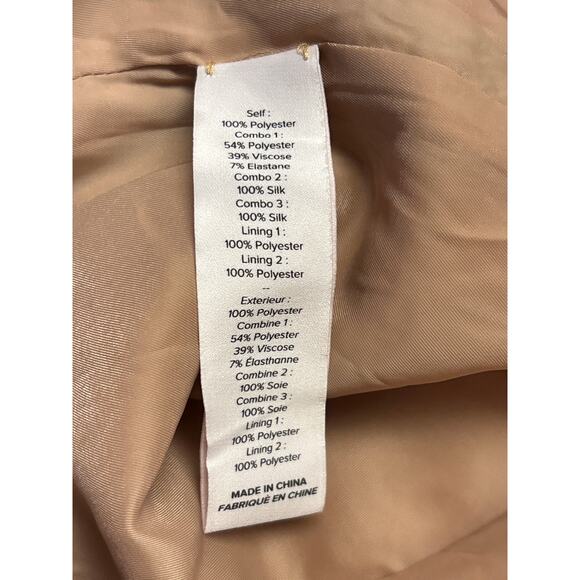 Self :
100% Polyester
Combo 1 :
54% Polyester
39% Viscose
7% Elastane
Combo 2 :
100% Silk
Combo 3 :
100% Silk
Lining 1 :
100% Polyester
Lining 2 :
100% Polyester
--
Exterieur :
100% Polyester
Combine 1 :
54% Polyester
39% Viscose
7% Élasthanne
Combine 2 :
100% Soie
Combine 3 :
100% Soie
Lining 1 :
100% Polyester
Lining 2 :
100% Polyester
MADE IN CHINA
FABRIQUÉ EN CHINE